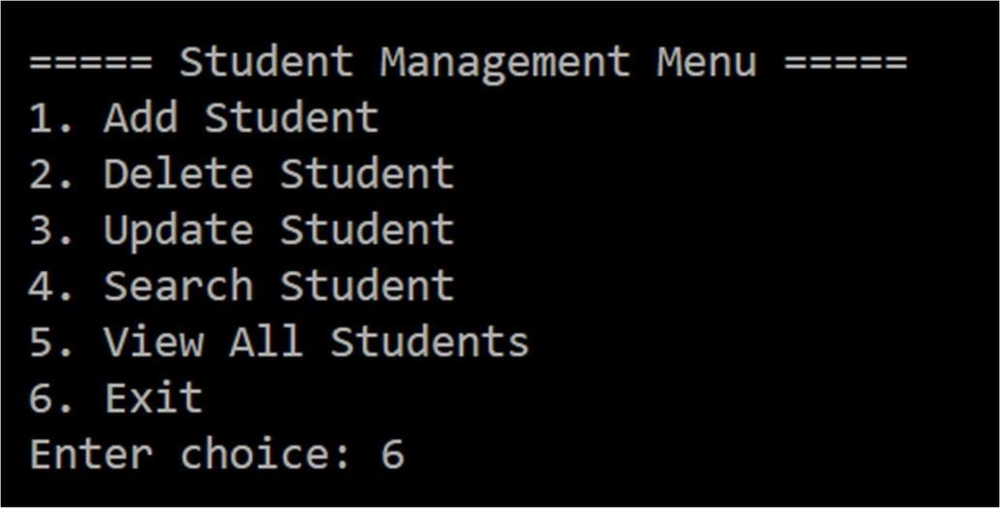 ===== Student Management Menu =====
1. Add Student
2. Delete Student
3. Update Student
4. Search Student
5. View All Students
6. Exit
Enter choice: 6